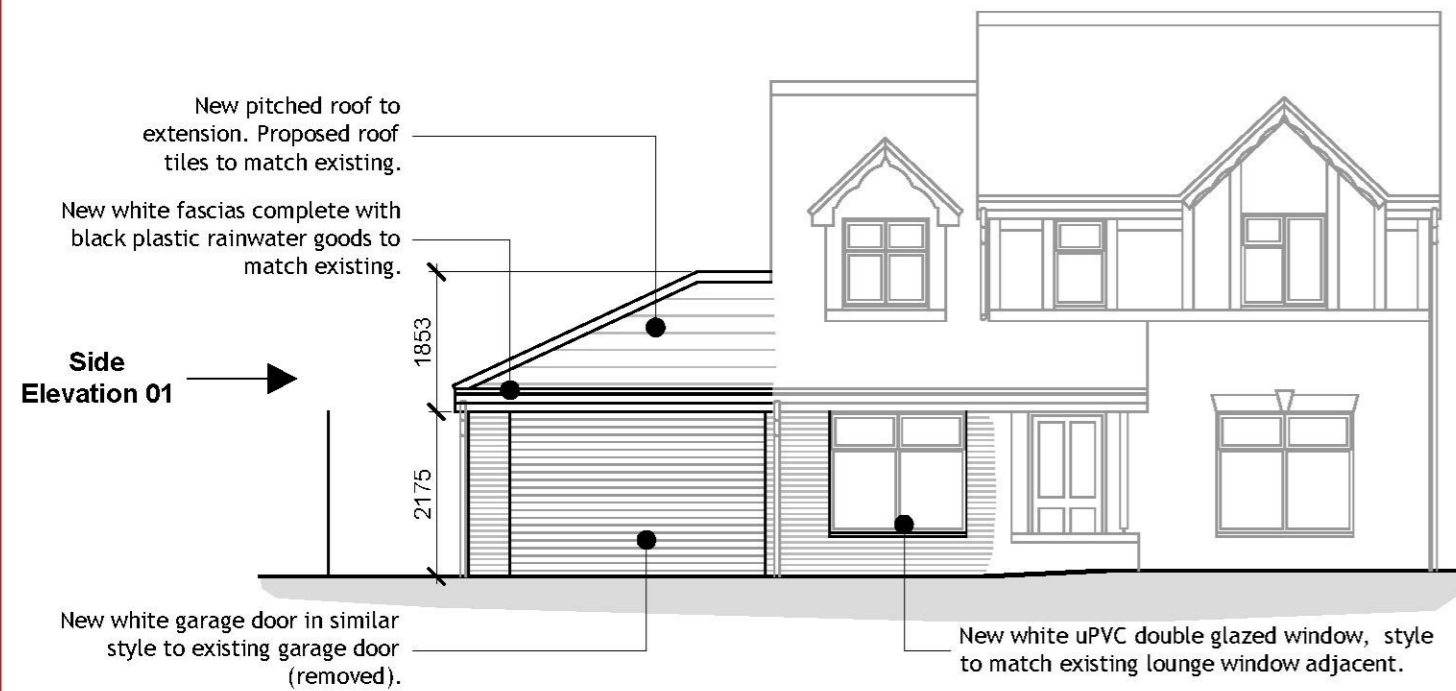 New pitched roof to
extension. Proposed roof
tiles to match existing.
New white fascias complete with
black plastic rainwater goods to
match existing.
1853
Side
Elevation 01
2175
New white garage door in similar
style to existing garage door
(removed).
New white uPVC double glazed window, style
to match existing lounge window adjacent.